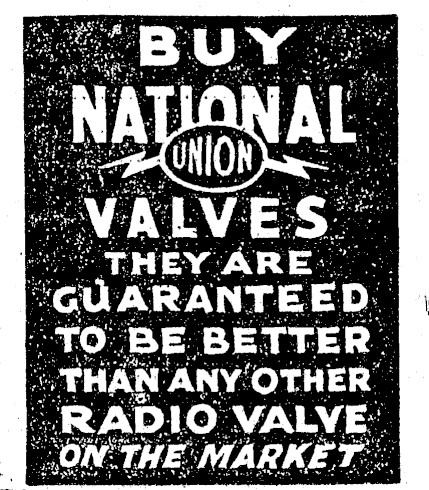 BUY
NATIONAL
UNION
VALVES
THEY ARE
GUARANTEED
TO BE BETTER
THAN ANY OTHER
RADIO VALVE
ON THE MARKET